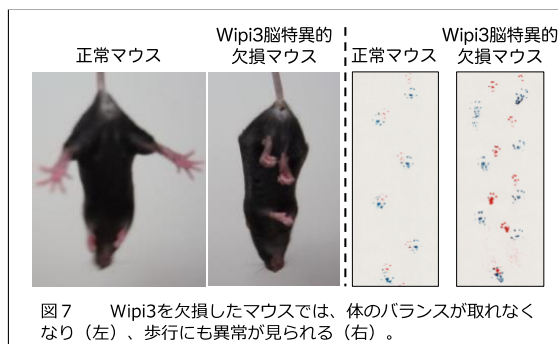 正常マウス
Wipi3脳特異的
欠損マウス
正常マウス
Wipi3脳特異的
欠損マウス
図7 Wipi3を欠損したマウスでは、体のバランスが取れなく
なり（左）、歩行にも異常が見られる（右）。